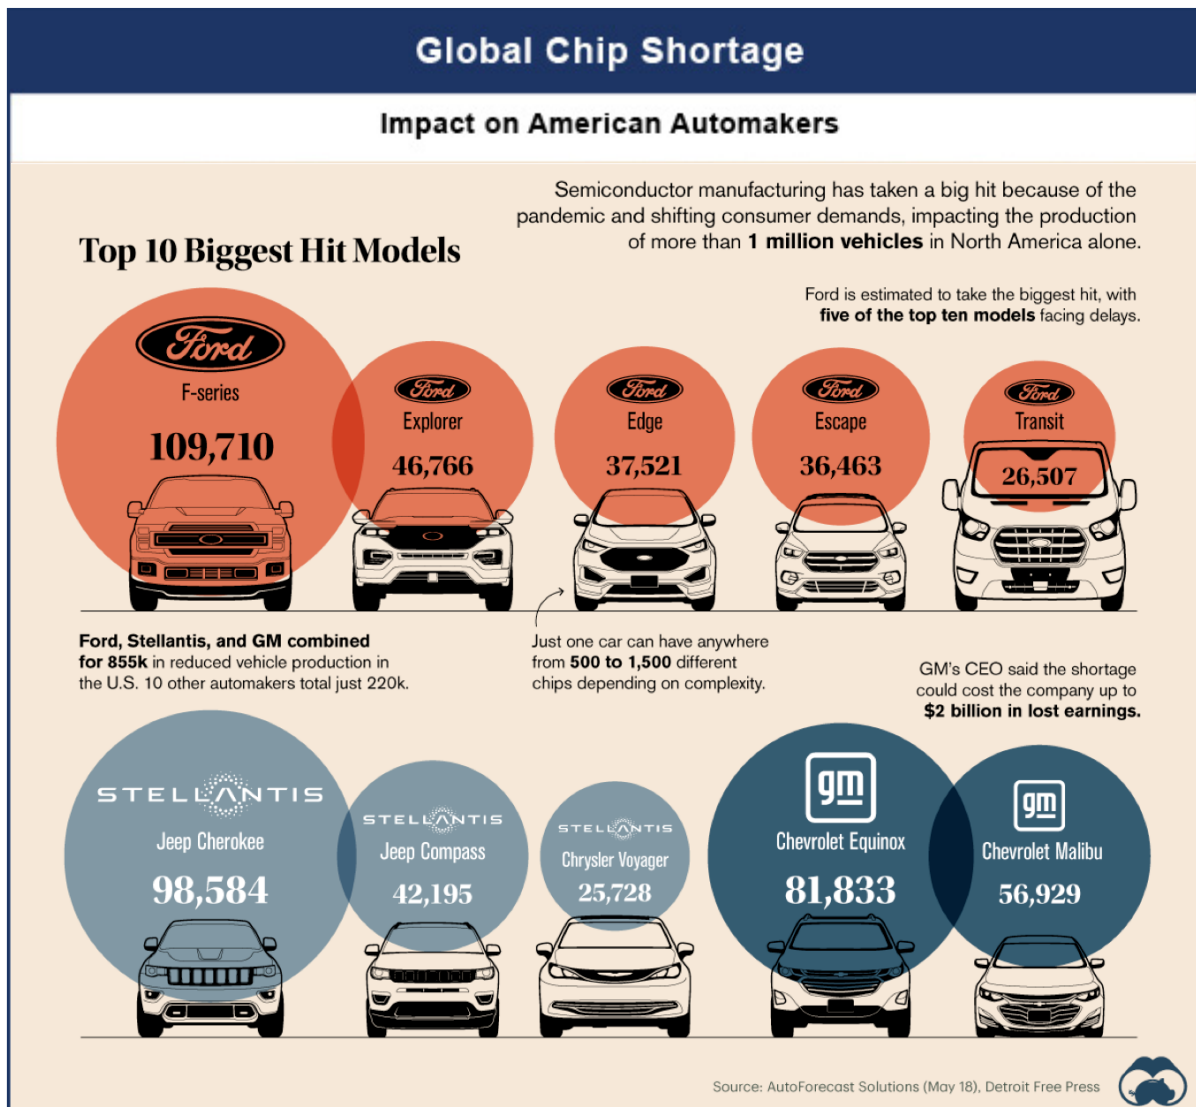 Global Chip Shortage
Impact on American Automakers
Semiconductor manufacturing has taken a big hit because of the
pandemic and shifting consumer demands, impacting the production
of more than 1 million vehicles in North America alone.
Top 10 Biggest Hit Models
Ford is estimated to take the biggest hit, with
five of the top ten models facing delays.
Ford
F-series
109,710
Ford
Explorer
46,766
Ford
Edge
37,521
Ford
Escape
36,463
Ford
Transit
26,507
Ford, Stellantis, and GM combined
for 855k in reduced vehicle production in
the U.S. 10 other automakers total just 220k.
Just one car can have anywhere
from 500 to 1,500 different
chips depending on complexity.
GM's CEO said the shortage
could cost the company up to
$2 billion in lost earnings.
STELLANTIS
Jeep Cherokee
98,584
STELLANTIS
Jeep Compass
42,195
STELLANTIS
Chrysler Voyager
25,728
gm
Chevrolet Equinox
81,833
gm
Chevrolet Malibu
56,929
Source: AutoForecast Solutions (May 18), Detroit Free Press